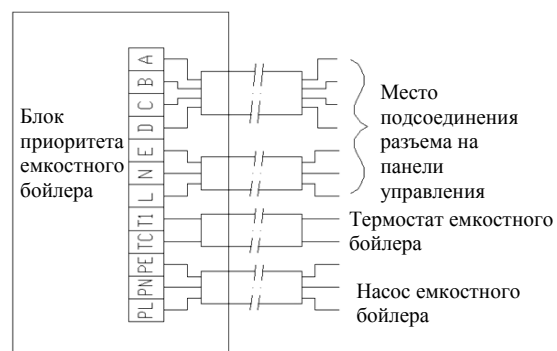 Блок
приоритета
емкостного
бойлера
A
B
C
D
E
N
L
T1
TC
PE
PN
PL
Место
подсоединения
разъема на
панели
управления
Термостат емкостного
бойлера
Насос емкостного
бойлера